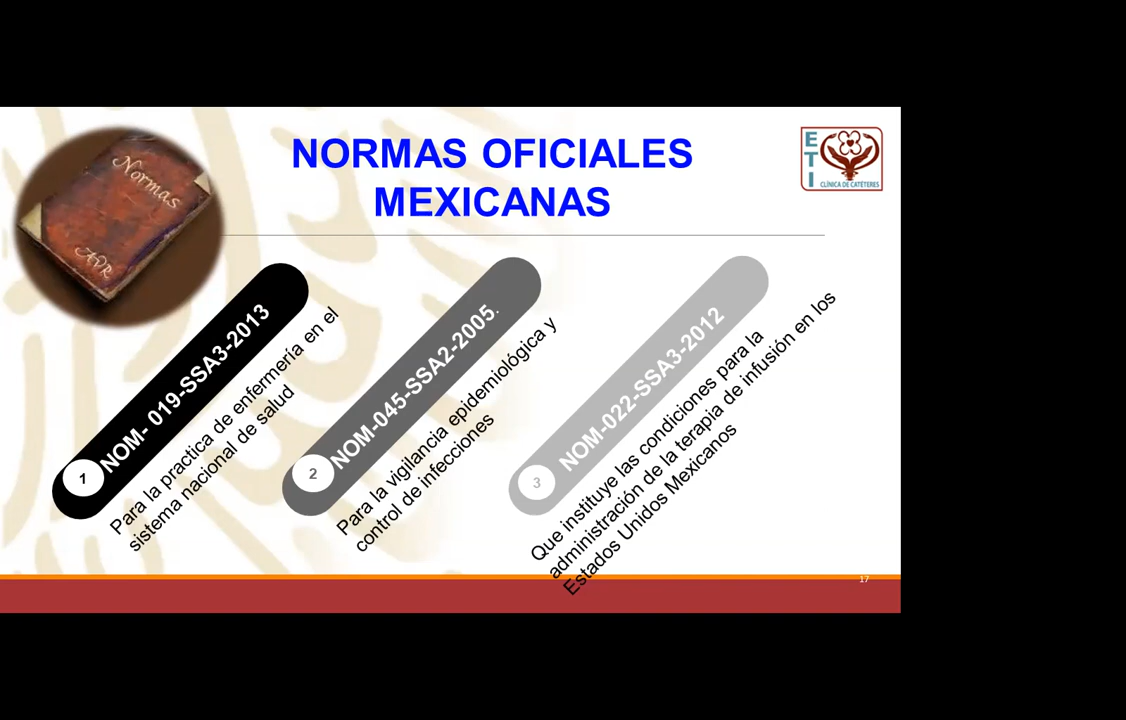 NORMAS OFICIALES
MEXICANAS
Normas
ADR
ETI
CLÍNICA DE CATÉTERES
1
NOM- 019-SSA3-2013
Para la practica de enfermería en el
sistema nacional de salud
2
NOM-045-SSA2-2005.
Para la vigilancia epidemiológica y
control de infecciones
3
NOM-022-SSA3-2012
Que instituye las condiciones para la
administración de la terapia de infusión en los
Estados Unidos Mexicanos
17